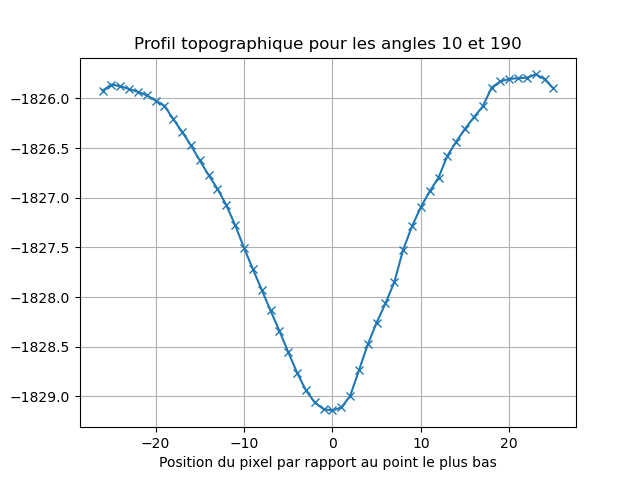 Profil topographique pour les angles 10 et 190
−1826.0
−1826.5
−1827.0
−1827.5
−1828.0
−1828.5
−1829.0
−20 −10 0 10 20
Position du pixel par rapport au point le plus bas